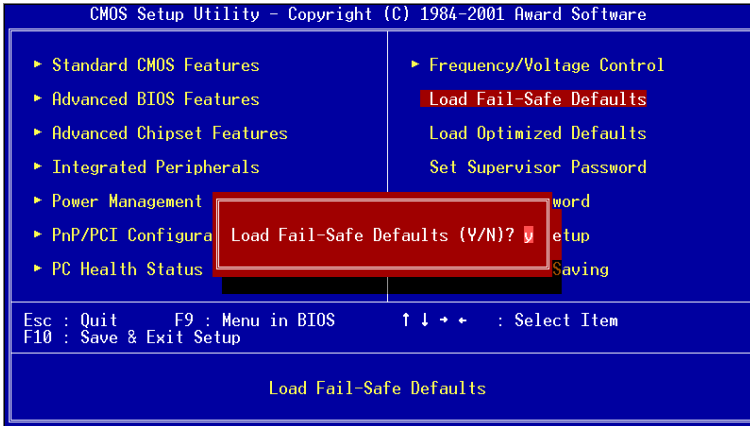 CMOS Setup Utility - Copyright (C) 1984-2001 Award Software
▶ Standard CMOS Features
▶ Advanced BIOS Features
▶ Advanced Chipset Features
▶ Integrated Peripherals
▶ Power Management
▶ PnP/PCI Configura
▶ PC Health Status
▶ Frequency/Voltage Control
Load Fail-Safe Defaults
Load Optimized Defaults
Set Supervisor Password
word
etup
Saving
Load Fail-Safe Defaults (Y/N)? y
Esc : Quit F9 : Menu in BIOS ↑ ↓ → ← : Select Item
F10 : Save & Exit Setup
Load Fail-Safe Defaults